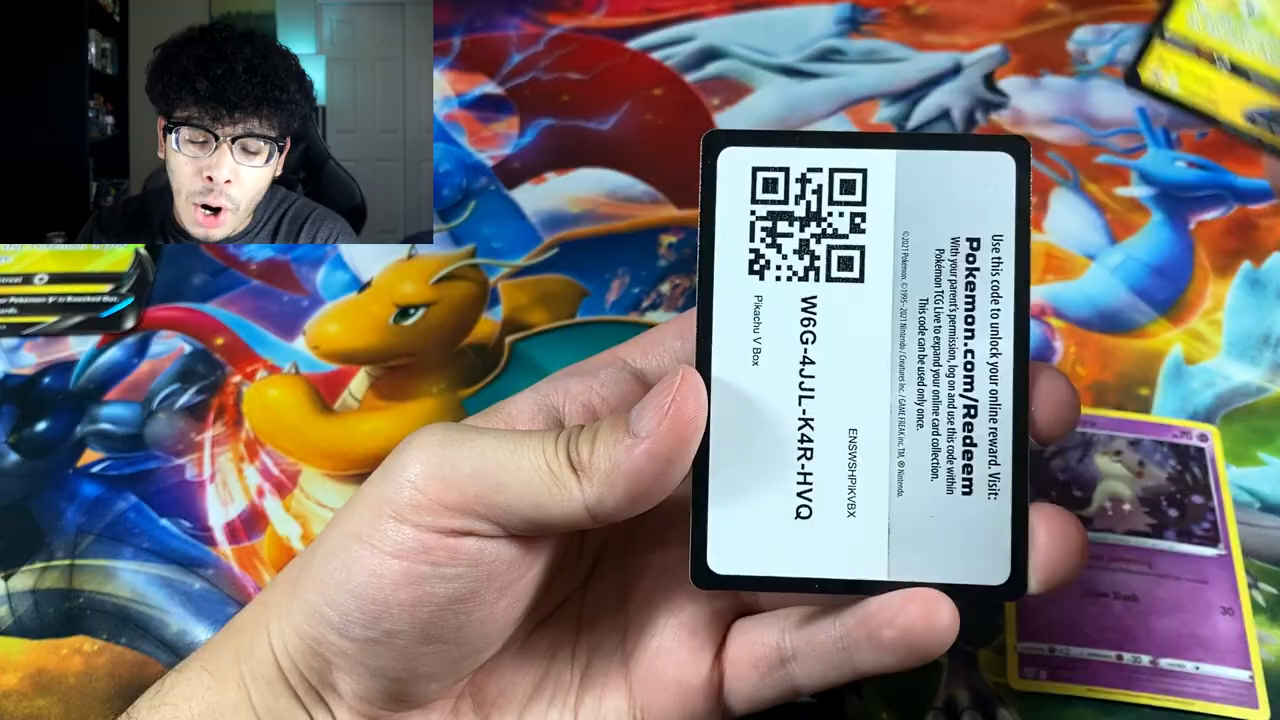 Use this code to unlock your online reward. Visit:
Pokemon.com/Redeem
With your parent's permission, log on and use this code within
Pokémon TCG Live to expand your online card collection.
This code can be used only once.
©2021 Pokémon. ©1995–2021 Nintendo / Creatures Inc. / GAME FREAK inc. TM, ® Nintendo.
ENSWSHPIKVBX
W6G-4JJL-K4R-HVQ
Pikachu V Box
30